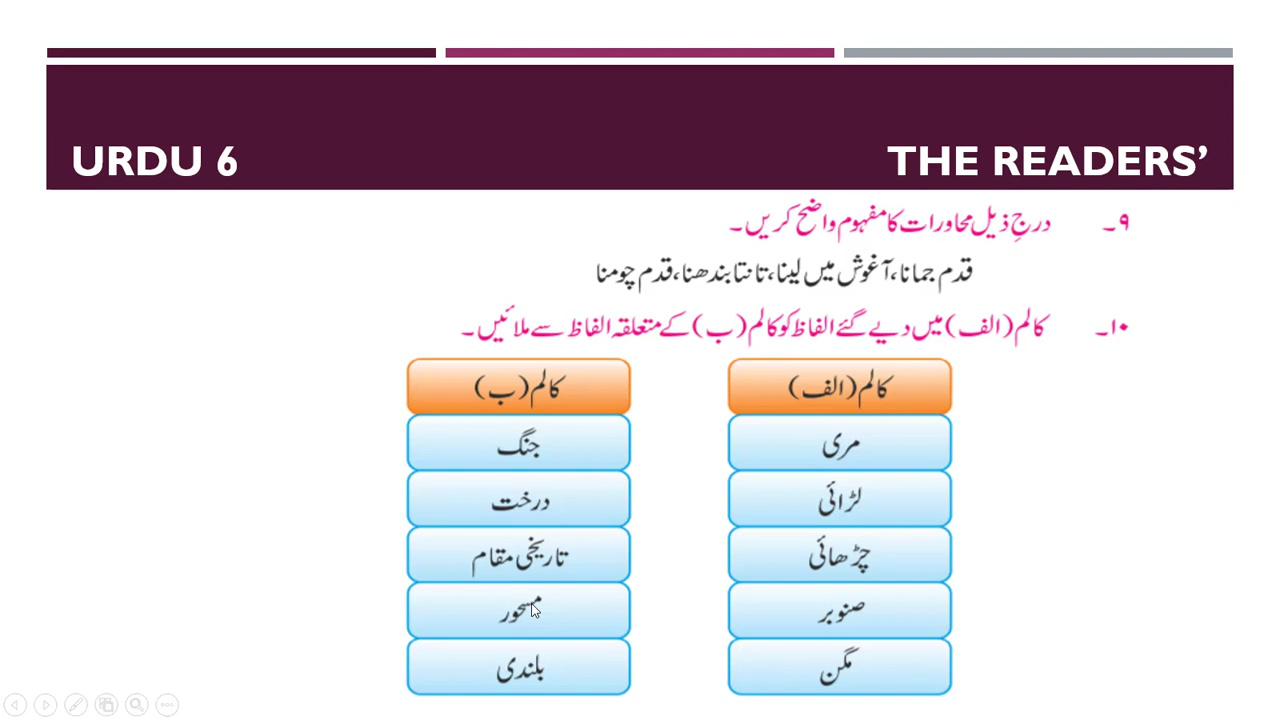 URDU 6 THE READERS’
۹۔ درجِ ذیل محاورات کا مفہوم واضح کریں۔
قدم جمانا، آغوش میں لینا، تانتا بندھنا، قدم چومنا
۱۰۔ کالم (الف) میں دیے گئے الفاظ کو کالم (ب) کے متعلقہ الفاظ سے ملائیں۔
کالم (الف) کالم (ب)
مری جنگ
لڑائی درخت
چڑھائی تاریخی مقام
صنوبر مسحور
مگن بلندی